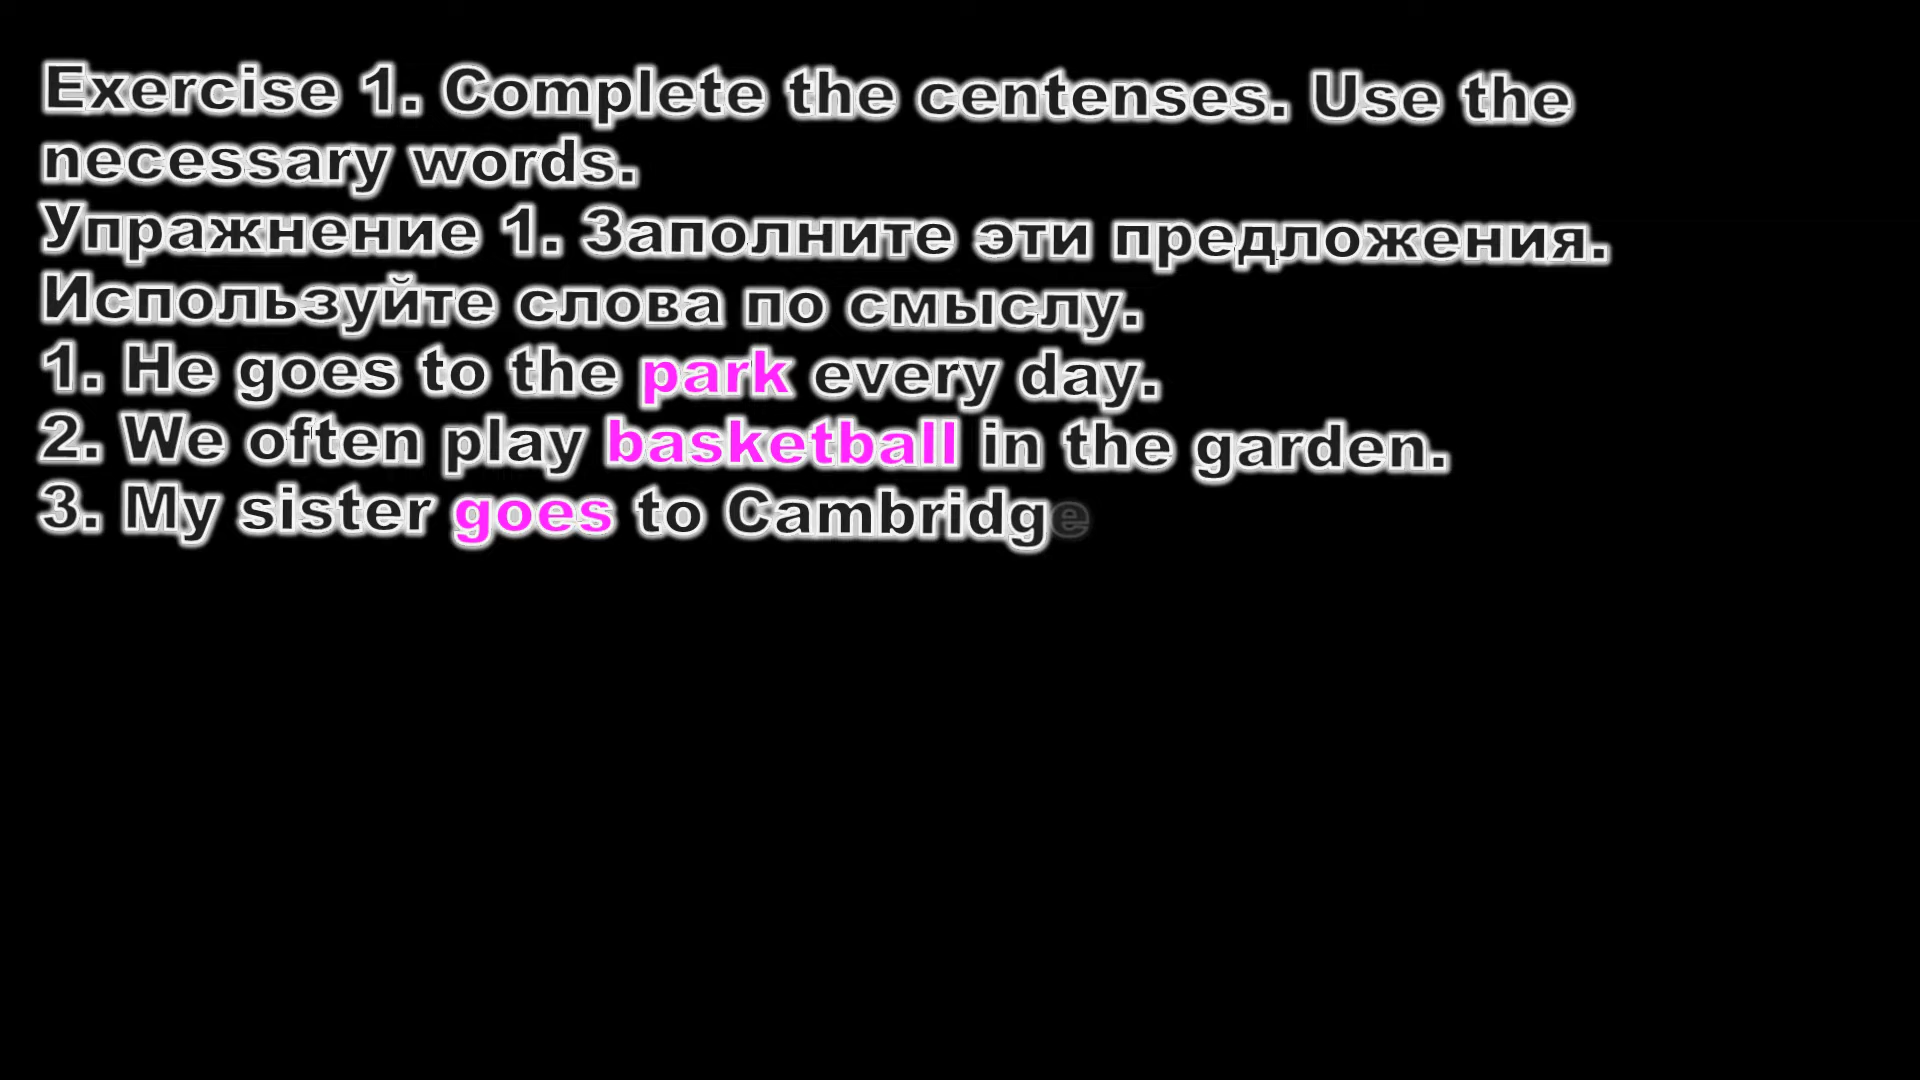 Exercise 1. Complete the centenses. Use the
necessary words.
Упражнение 1. Заполните эти предложения.
Используйте слова по смыслу.
1. He goes to the park every day.
2. We often play basketball in the garden.
3. My sister goes to Cambridge